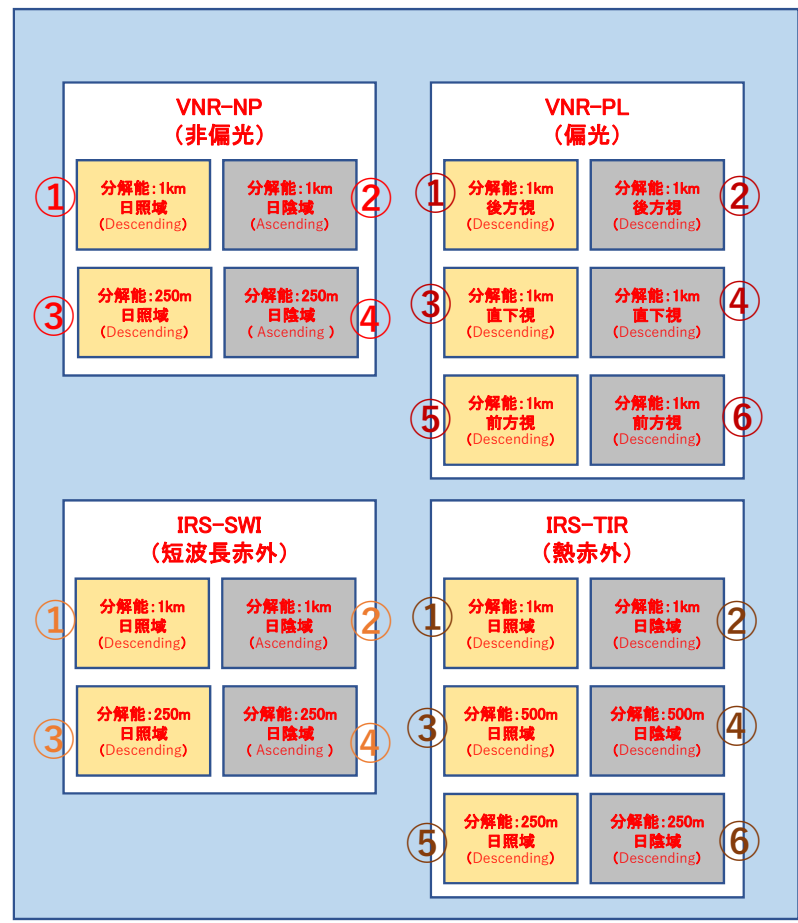 VNR-NP
(非偏光)
①
分解能:1km
日照域
(Descending)
②
分解能:1km
日陰域
(Ascending)
③
分解能:250m
日照域
(Descending)
④
分解能:250m
日陰域
( Ascending )
VNR-PL
(偏光)
①
分解能:1km
後方視
(Descending)
②
分解能:1km
後方視
(Descending)
③
分解能:1km
直下視
(Descending)
④
分解能:1km
直下視
(Descending)
⑤
分解能:1km
前方視
(Descending)
⑥
分解能:1km
前方視
(Descending)
IRS-SWI
(短波長赤外)
①
分解能:1km
日照域
(Descending)
②
分解能:1km
日陰域
(Ascending)
③
分解能:250m
日照域
(Descending)
④
分解能:250m
日陰域
( Ascending )
IRS-TIR
(熱赤外)
①
分解能:1km
日照域
(Descending)
②
分解能:1km
日陰域
(Descending)
③
分解能:500m
日照域
(Descending)
④
分解能:500m
日陰域
(Descending)
⑤
分解能:250m
日照域
(Descending)
⑥
分解能:250m
日陰域
(Descending)